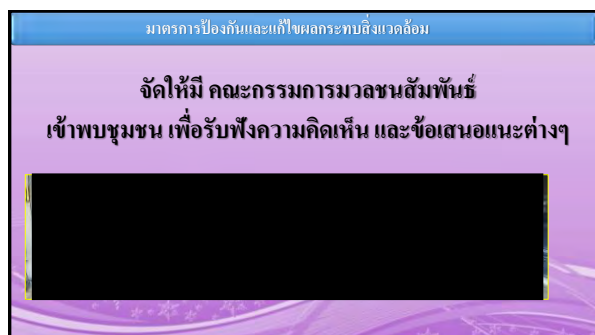 มาตรการป้องกันและแก้ไขผลกระทบสิ่งแวดล้อม
จัดให้มี คณะกรรมการมวลชนสัมพันธ์
เข้าพบชุมชน เพื่อรับฟังความคิดเห็น และข้อเสนอแนะต่างๆ